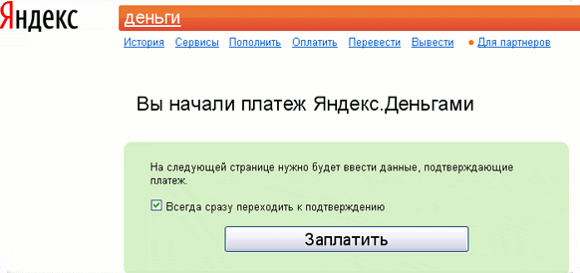 Яндекс
деньги
История Сервисы Пополнить Оплатить Перевести Вывести Для партнеров
Вы начали платеж Яндекс.Деньгами
На следующей странице нужно будет ввести данные, подтверждающие
платеж.
Всегда сразу переходить к подтверждению
Заплатить